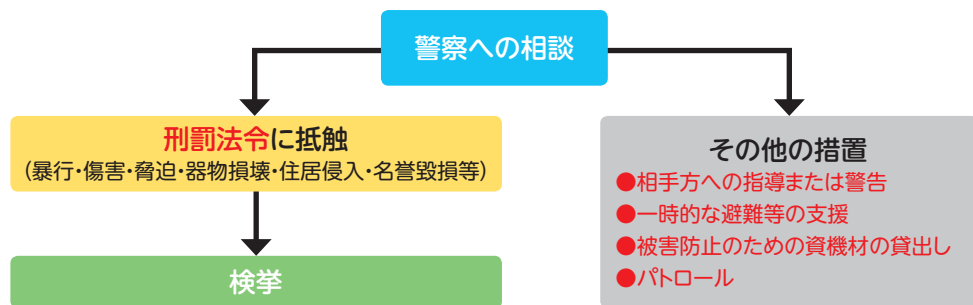 警察への相談
刑罰法令に抵触
(暴行･傷害･脅迫･器物損壊･住居侵入･名誉毀損等)
検挙
その他の措置
●相手方への指導または警告
●一時的な避難等の支援
●被害防止のための資機材の貸出し
●パトロール